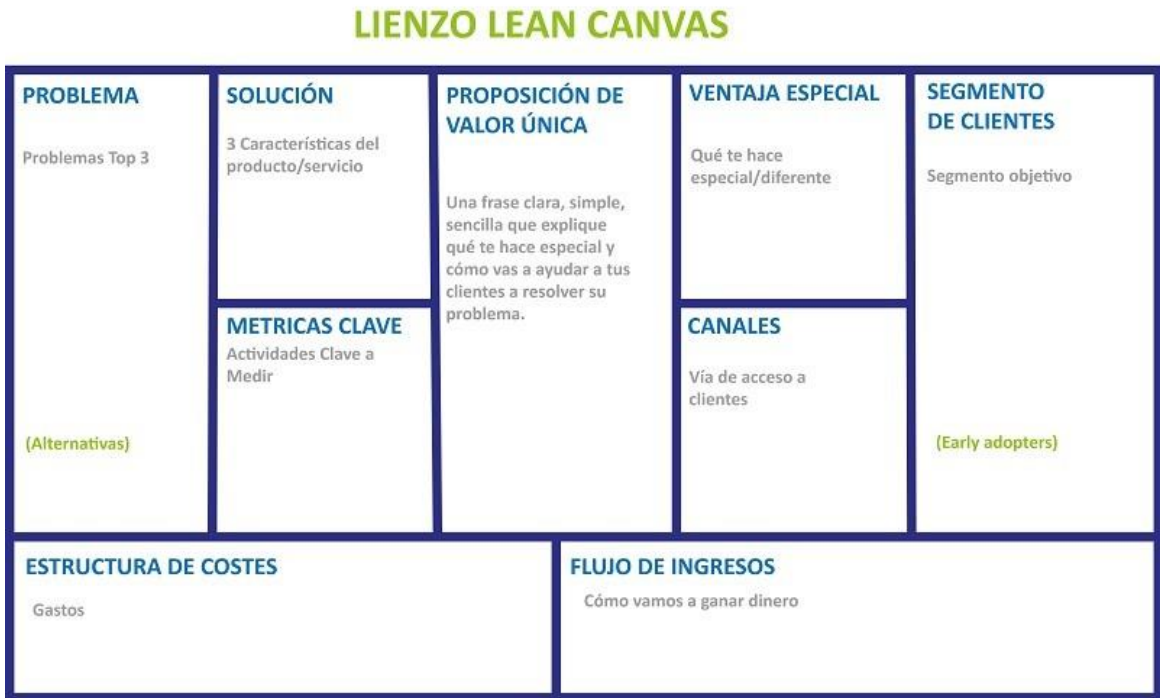 LIENZO LEAN CANVAS
PROBLEMA
Problemas Top 3
(Alternativas)
SOLUCIÓN
3 Características del
producto/servicio
METRICAS CLAVE
Actividades Clave a
Medir
PROPOSICIÓN DE
VALOR ÚNICA
Una frase clara, simple,
sencilla que explique
qué te hace especial y
cómo vas a ayudar a tus
clientes a resolver su
problema.
VENTAJA ESPECIAL
Qué te hace
especial/diferente
CANALES
Vía de acceso a
clientes
SEGMENTO
DE CLIENTES
Segmento objetivo
(Early adopters)
ESTRUCTURA DE COSTES
Gastos
FLUJO DE INGRESOS
Cómo vamos a ganar dinero